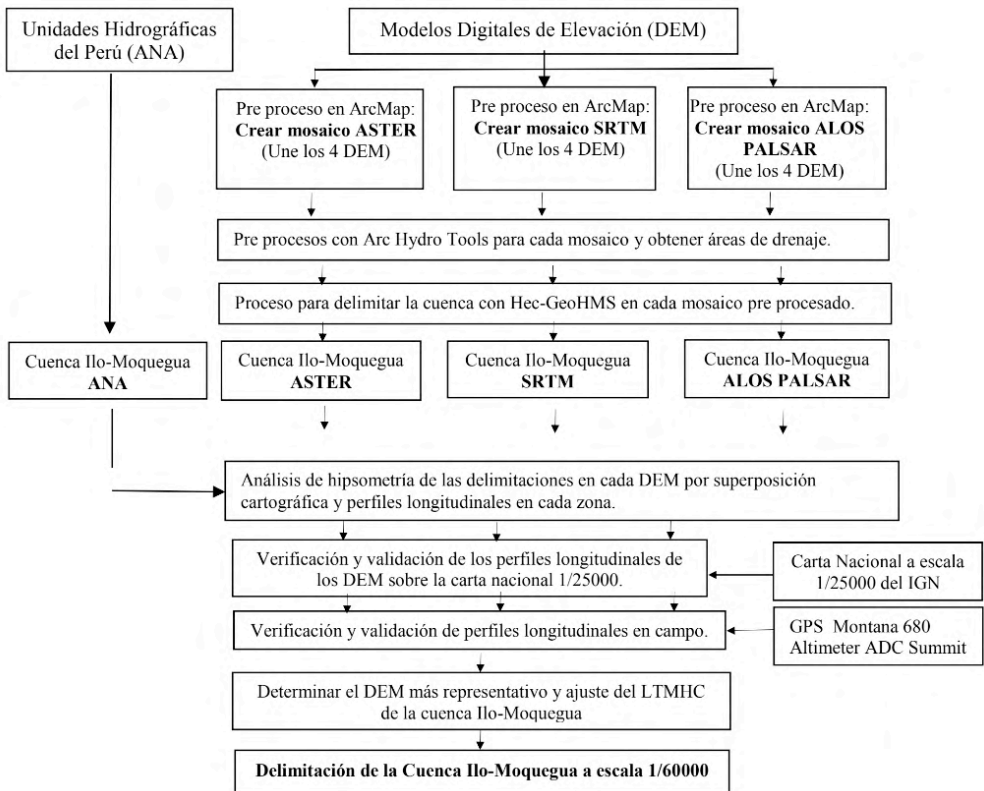 Unidades Hidrográficas
del Perú (ANA)
Modelos Digitales de Elevación (DEM)
Pre proceso en ArcMap:
Crear mosaico ASTER
(Une los 4 DEM)
Pre proceso en ArcMap:
Crear mosaico SRTM
(Une los 4 DEM)
Pre proceso en ArcMap:
Crear mosaico ALOS
PALSAR
(Une los 4 DEM)
Pre procesos con Arc Hydro Tools para cada mosaico y obtener áreas de drenaje.
Proceso para delimitar la cuenca con Hec-GeoHMS en cada mosaico pre procesado.
Cuenca Ilo-Moquegua
ANA
Cuenca Ilo-Moquegua
ASTER
Cuenca Ilo-Moquegua
SRTM
Cuenca Ilo-Moquegua
ALOS PALSAR
Análisis de hipsometría de las delimitaciones en cada DEM por superposición
cartográfica y perfiles longitudinales en cada zona.
Verificación y validación de los perfiles longitudinales de
los DEM sobre la carta nacional 1/25000.
Carta Nacional a escala
1/25000 del IGN
Verificación y validación de perfiles longitudinales en campo.
GPS Montana 680
Altimeter ADC Summit
Determinar el DEM más representativo y ajuste del LTMHC
de la cuenca Ilo-Moquegua
Delimitación de la Cuenca Ilo-Moquegua a escala 1/60000